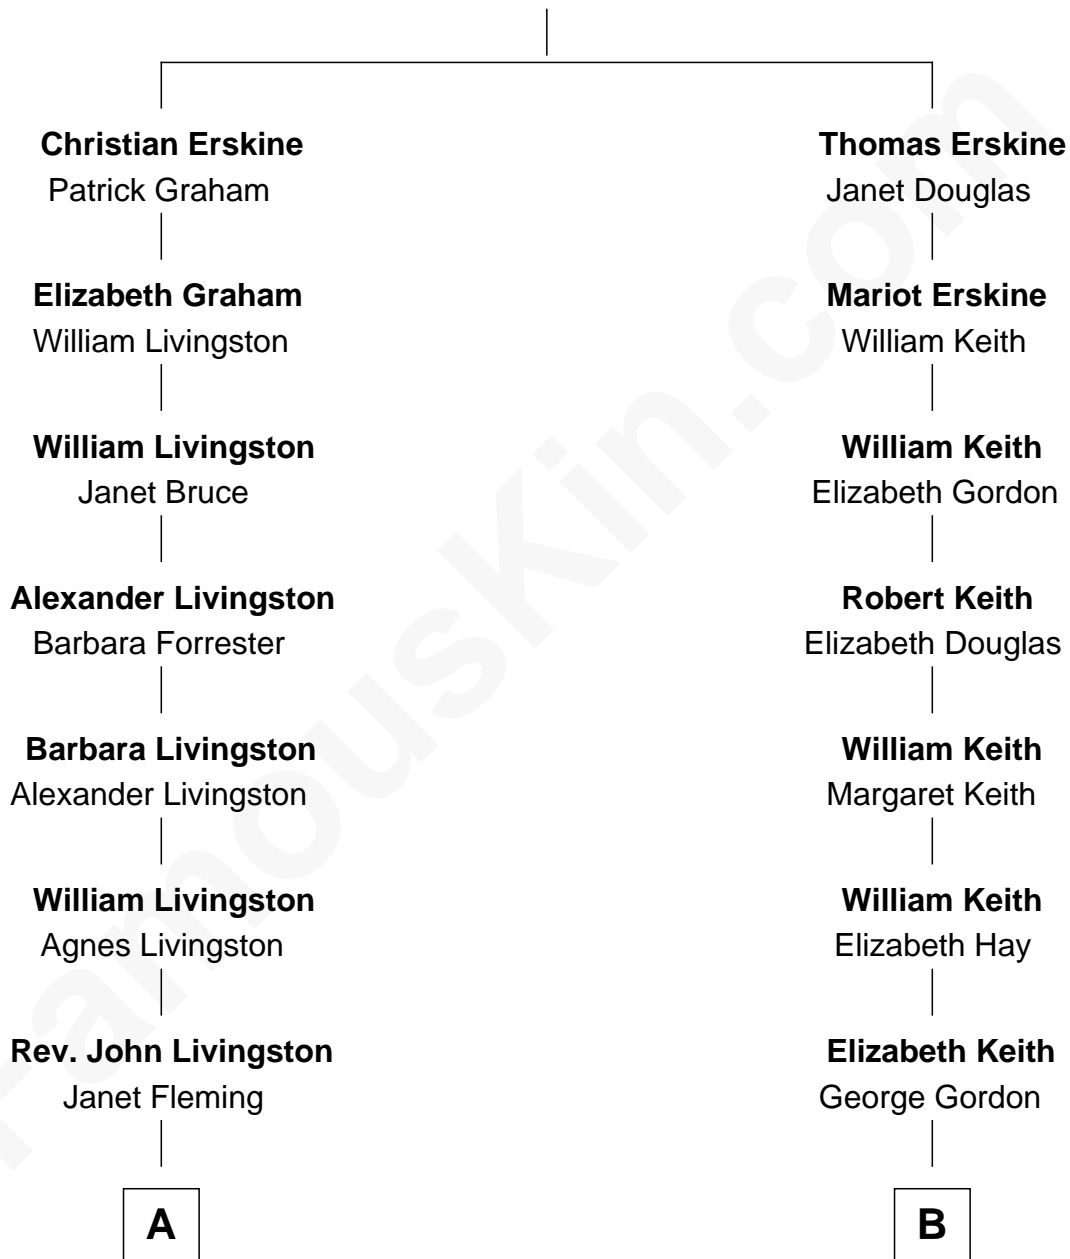 Christian Erskine
Patrick Graham
Elizabeth Graham
William Livingston
William Livingston
Janet Bruce
Alexander Livingston
Barbara Forrester
Barbara Livingston
Alexander Livingston
William Livingston
Agnes Livingston
Rev. John Livingston
Janet Fleming
A
Thomas Erskine
Janet Douglas
Mariot Erskine
William Keith
William Keith
Elizabeth Gordon
Robert Keith
Elizabeth Douglas
William Keith
Margaret Keith
William Keith
Elizabeth Hay
Elizabeth Keith
George Gordon
B
FamousKin.com